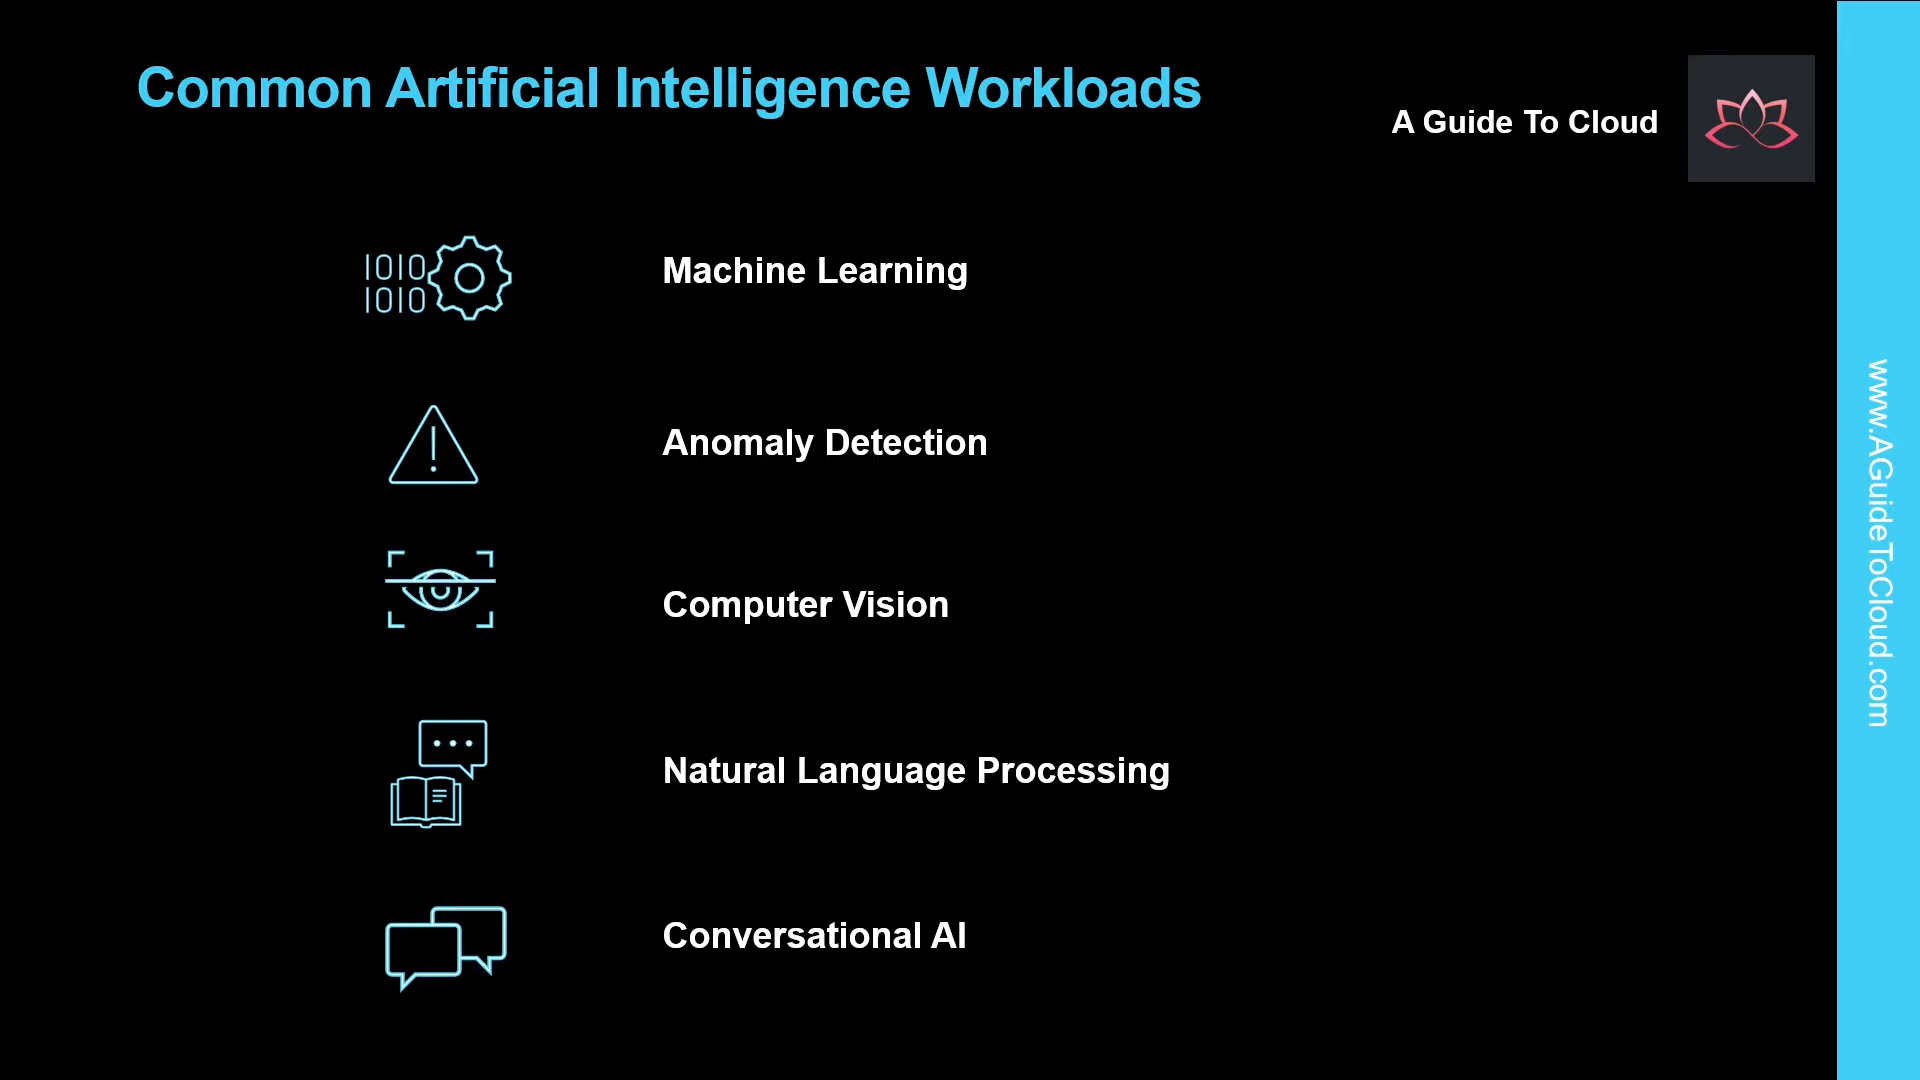 Common Artificial Intelligence Workloads
A Guide To Cloud
1010
1010
Machine Learning
Anomaly Detection
Computer Vision
Natural Language Processing
Conversational AI
www.AGuideToCloud.com